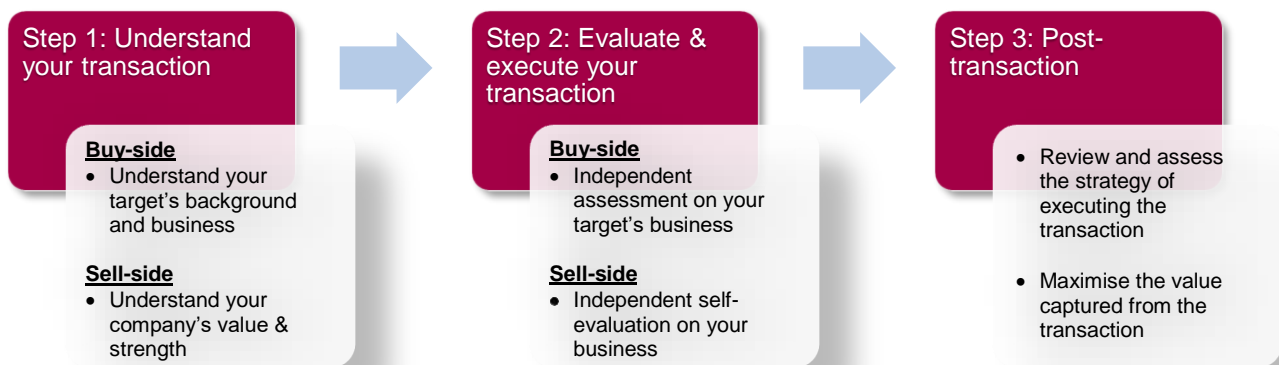 Step 1: Understand
your transaction
Buy-side
• Understand your
target's background
and business
Sell-side
• Understand your
company's value &
strength
Step 2: Evaluate &
execute your
transaction
Buy-side
• Independent
assessment on your
target's business
Sell-side
• Independent self-
evaluation on your
business
Step 3: Post-
transaction
• Review and assess
the strategy of
executing the
transaction
• Maximise the value
captured from the
transaction